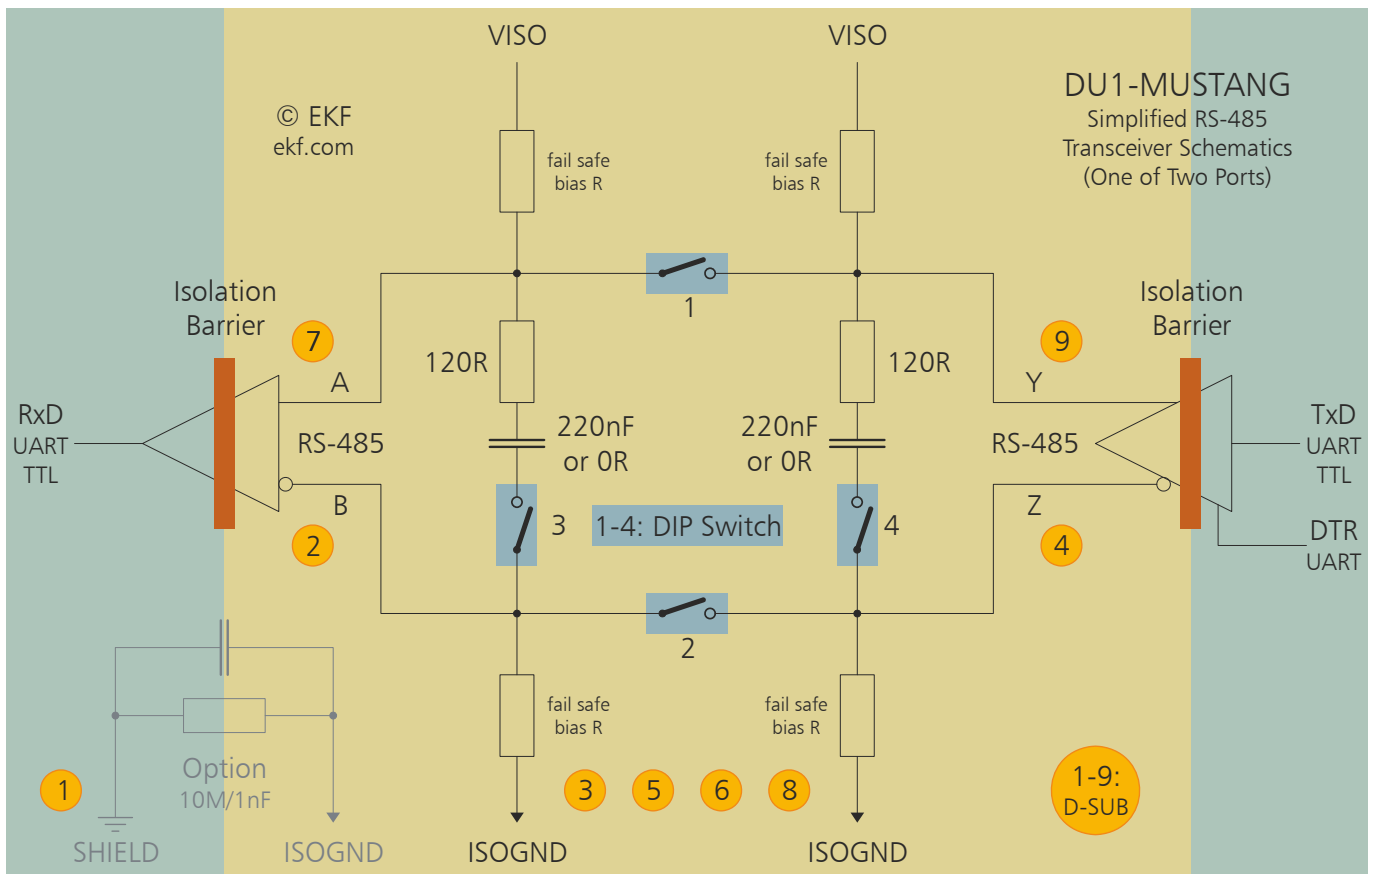 VISO
VISO
DU1-MUSTANG
Simplified RS-485
Transceiver Schematics
(One of Two Ports)
© EKF
ekf.com
fail safe
bias R
fail safe
bias R
Isolation
Barrier
Isolation
Barrier
1
7
9
120R
120R
A
Y
RxD
UART
TTL
RS-485
220nF
or 0R
220nF
or 0R
RS-485
TxD
UART
TTL
B
3
1-4: DIP Switch
4
Z
2
4
DTR
UART
2
fail safe
bias R
fail safe
bias R
Option
10M/1nF
1
3
5
6
8
1-9:
D-SUB
SHIELD
ISOGND
ISOGND
ISOGND